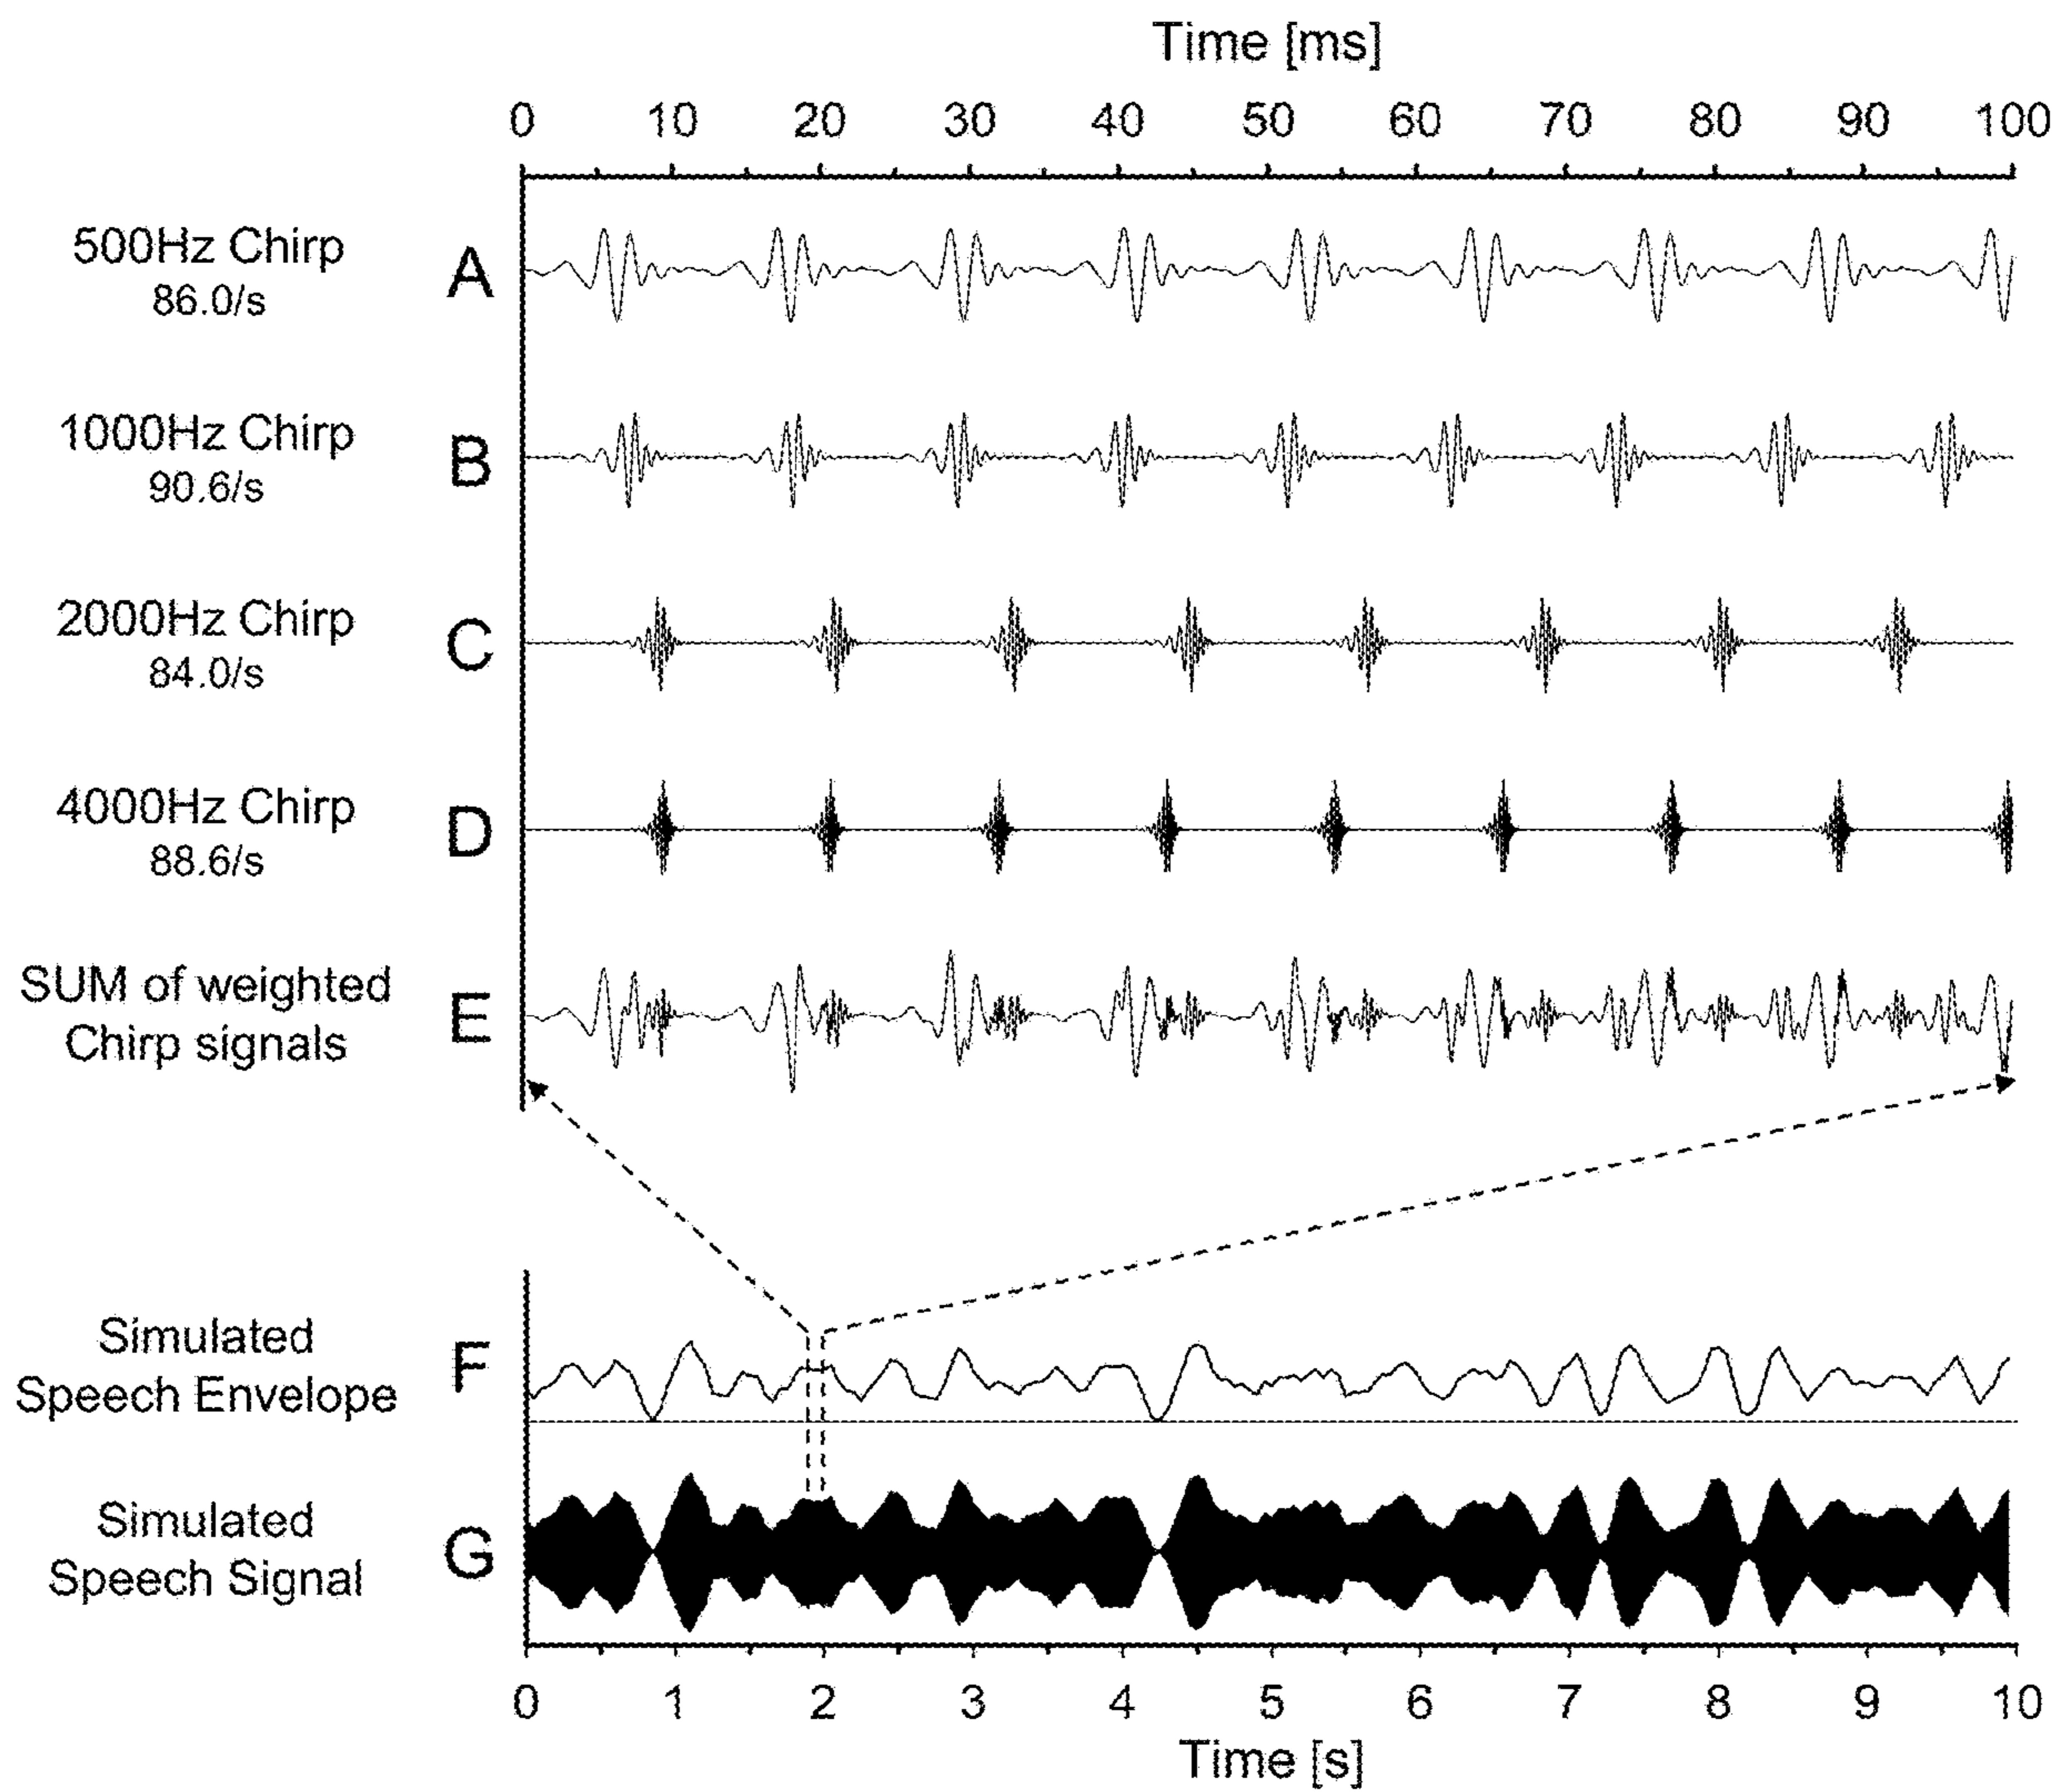 Time [ms]
0 10 20 30 40 50 60 70 80 90 100
500Hz Chirp
86.0/s
A
1000Hz Chirp
90.6/s
B
2000Hz Chirp
84.0/s
C
4000Hz Chirp
88.6/s
D
SUM of weighted
Chirp signals
E
Simulated
Speech Envelope
F
Simulated
Speech Signal
G
0 1 2 3 4 5 6 7 8 9 10
Time [s]